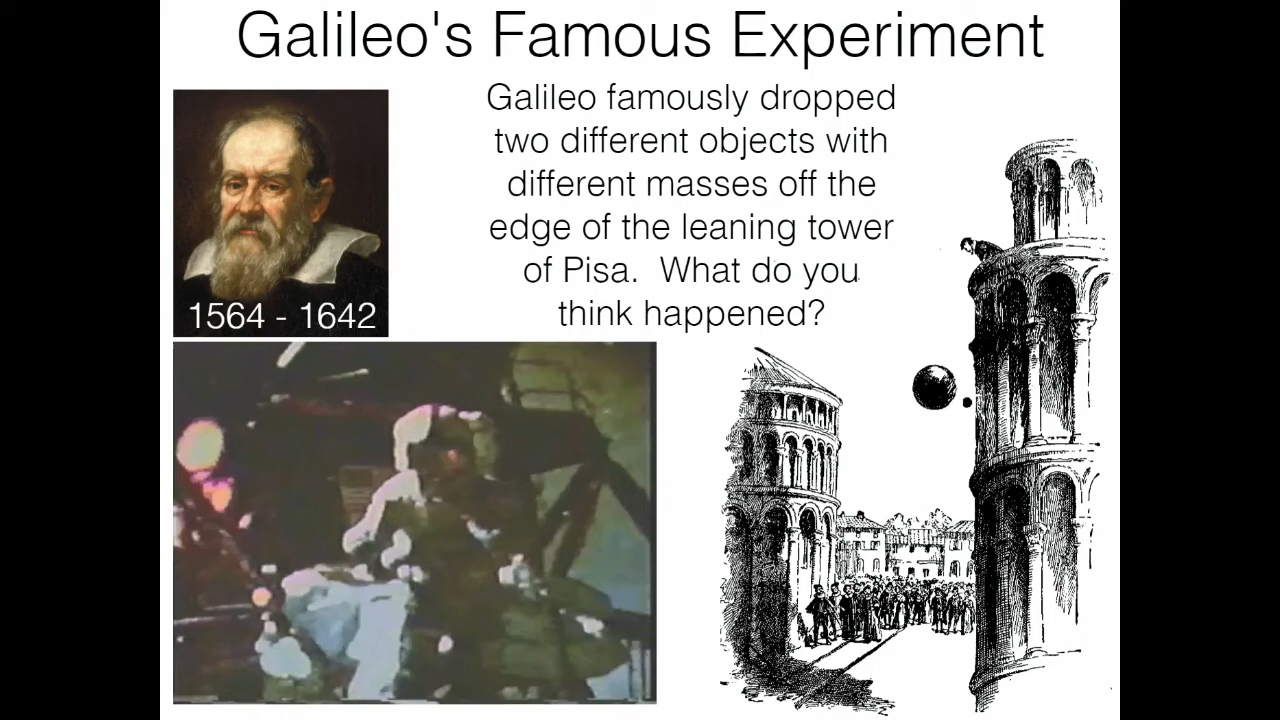 Galileo's Famous Experiment
Galileo famously dropped
two different objects with
different masses off the
edge of the leaning tower
of Pisa. What do you
think happened?
1564 - 1642